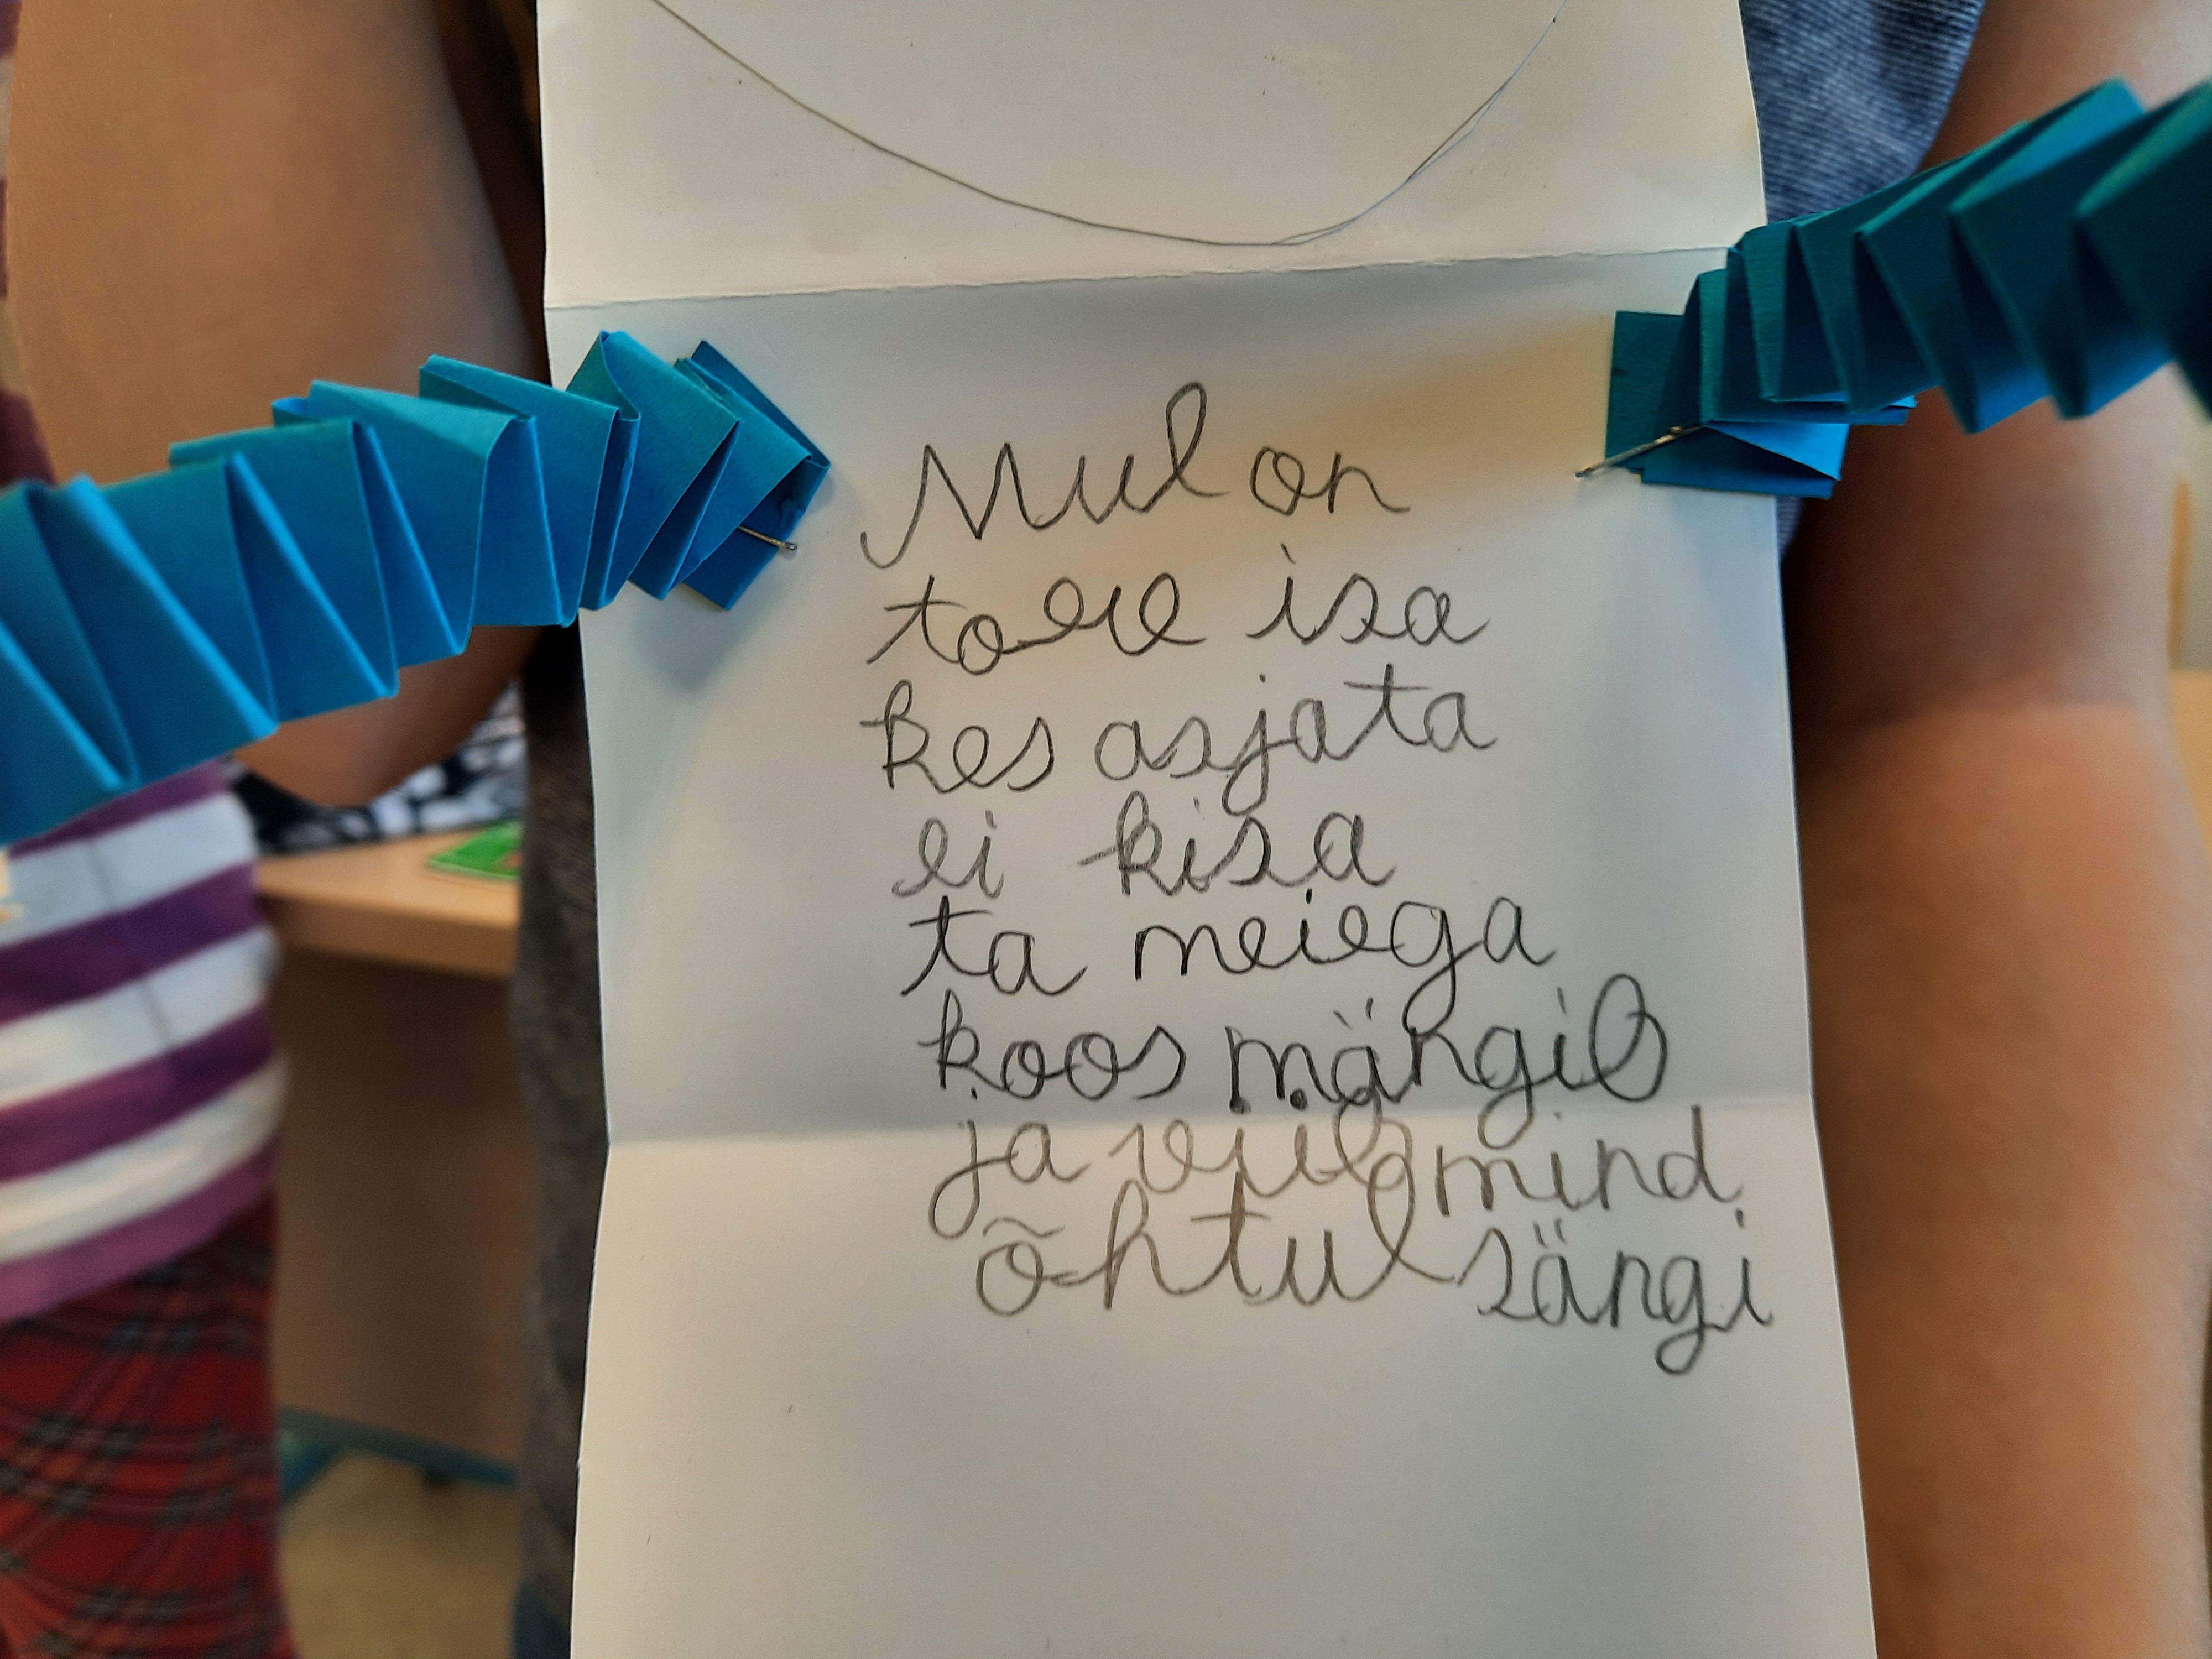 Mul on
tore isa
kes asjata
ei kisa
ta meiega
koos mängib
ja viib mind
õhtul sängi